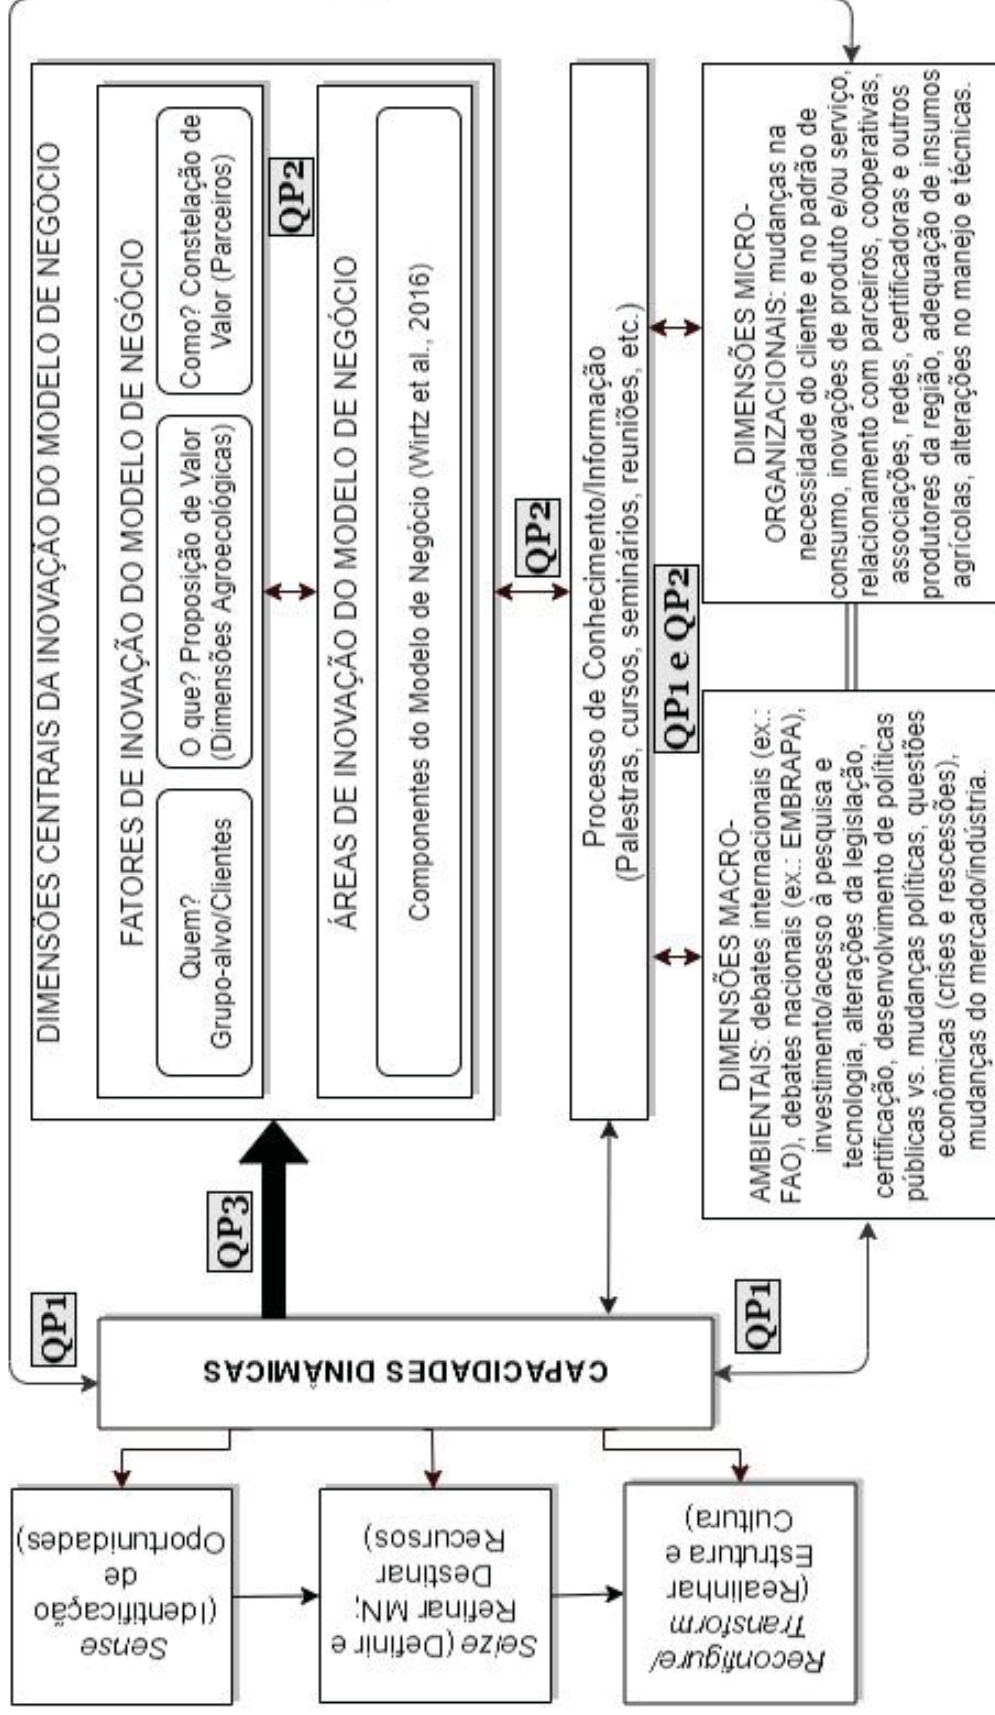 DIMENSÕES CENTRAIS DA INOVAÇÃO DO MODELO DE NEGÓCIO
FATORES DE INOVAÇÃO DO MODELO DE NEGÓCIO
Quem?
Grupo-alvo/Clientes
O que? Proposição de Valor
(Dimensões Agroecológicas)
Como? Constelação de
Valor (Parceiros)
QP2
ÁREAS DE INOVAÇÃO DO MODELO DE NEGÓCIO
Componentes do Modelo de Negócio (Wirtz et al., 2016)
QP2
Processo de Conhecimento/Informação
(Palestras, cursos, seminários, reuniões, etc.)
QP1 e QP2
DIMENSÕES MACRO-
AMBIENTAIS: debates internacionais (ex.:
FAO), debates nacionais (ex.: EMBRAPA),
investimento/acesso à pesquisa e
tecnologia, alterações da legislação,
certificação, desenvolvimento de políticas
públicas vs. mudanças políticas, questões
econômicas (crises e rescessões),
mudanças do mercado/indústria.
DIMENSÕES MICRO-
ORGANIZACIONAIS: mudanças na
necessidade do cliente e no padrão de
consumo, inovações de produto e/ou serviço,
relacionamento com parceiros, cooperativas,
associações, redes, certificadoras e outros
produtores da região, adequação de insumos
agrícolas, alterações no manejo e técnicas.
QP3
QP1
QP1
CAPACIDADES DINÂMICAS
Sense
(Identificação
de
Oportunidades)
Seize (Definir e
Refinar MN;
Destinar
Recursos)
Reconfigure/
Transform
(Realinhar
Estrutura e
Cultura)